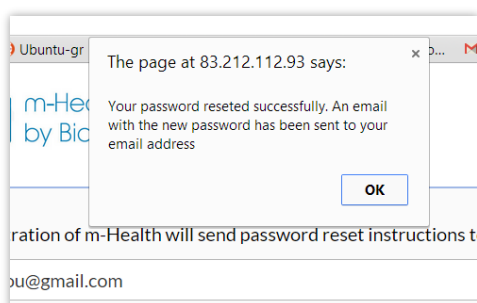 Ubuntu-gr
The page at 83.212.112.93 says:
Your password reseted successfully. An email
with the new password has been sent to your
email address
OK
m-Hea
by Bio
ration of m-Health will send password reset instructions t
ou@gmail.com